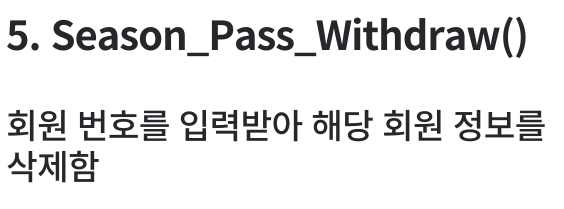 5. Season_Pass_Withdraw()
회원 번호를 입력받아 해당 회원 정보를
삭제함